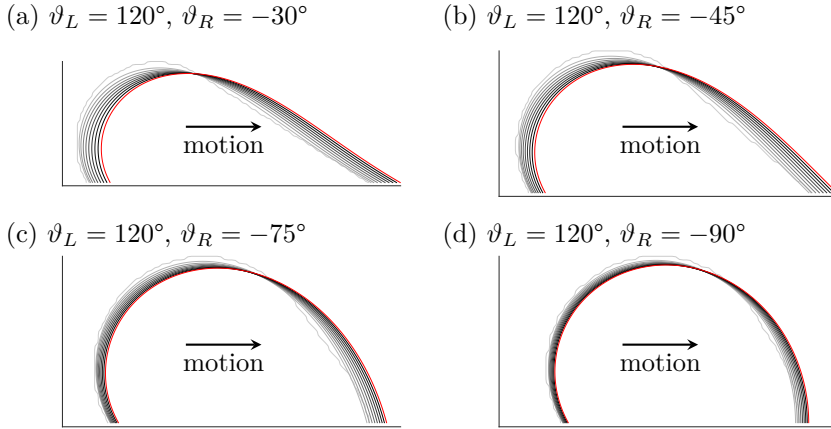 (a) ϑ_L = 120°, ϑ_R = −30°
(b) ϑ_L = 120°, ϑ_R = −45°
motion
motion
(c) ϑ_L = 120°, ϑ_R = −75°
(d) ϑ_L = 120°, ϑ_R = −90°
motion
motion